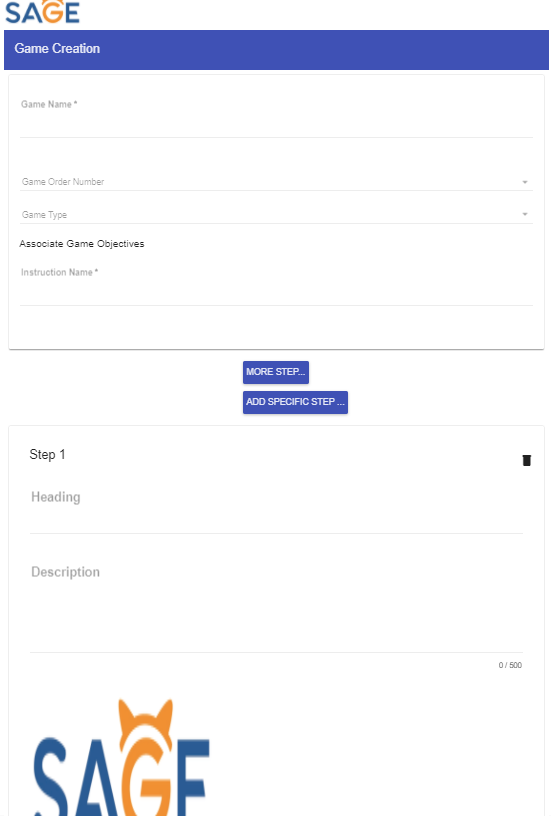 SAGE
Game Creation
Game Name *
Game Order Number
Game Type
Associate Game Objectives
Instruction Name *
MORE STEP...
ADD SPECIFIC STEP ...
Step 1
Heading
Description
0 / 500
SAGE